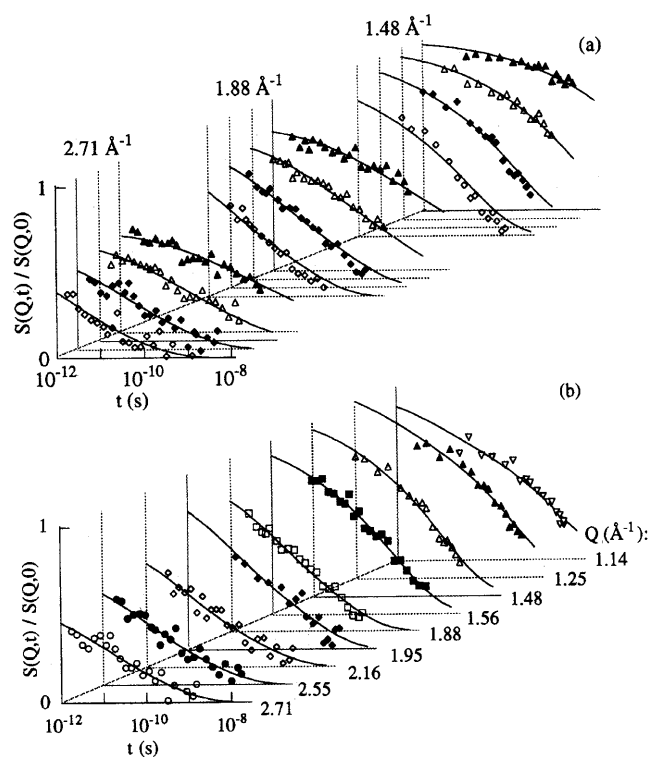 (a)
1.48 Å-1
1.88 Å-1
2.71 Å-1
1
S(Q,t) / S(Q,0)
0
10-12
10-10
10-8
t (s)
(b)
1
S(Q,t) / S(Q,0)
0
Q (Å-1):
1.14
1.25
1.48
1.56
1.88
1.95
2.16
2.55
2.71
10-12
10-10
10-8
t (s)